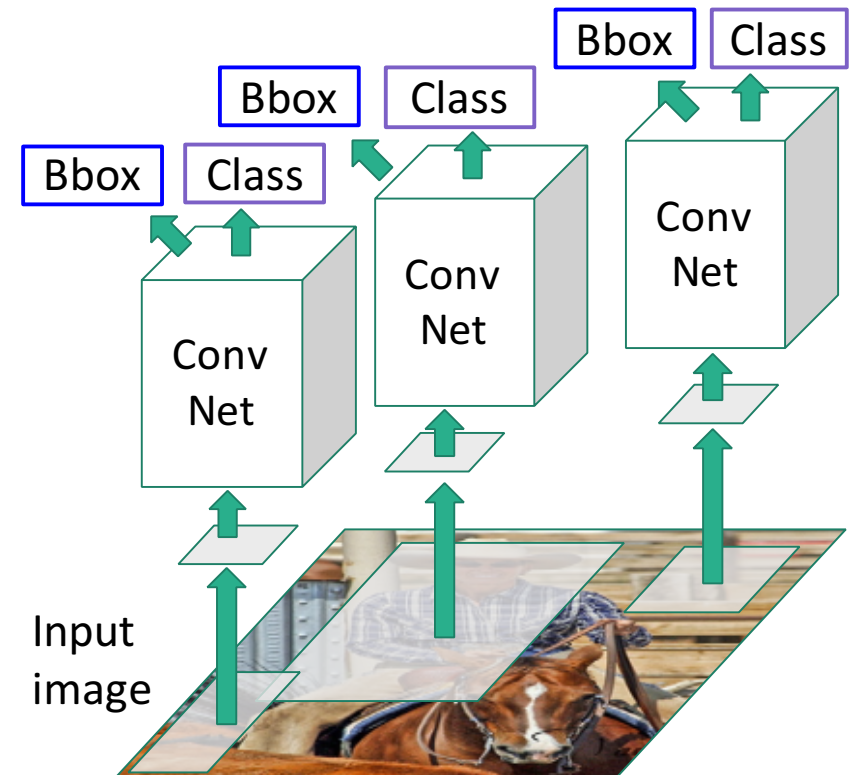 Bbox Class
Bbox Class
Bbox Class
Conv
Net
Conv
Net
Conv
Net
Input
image